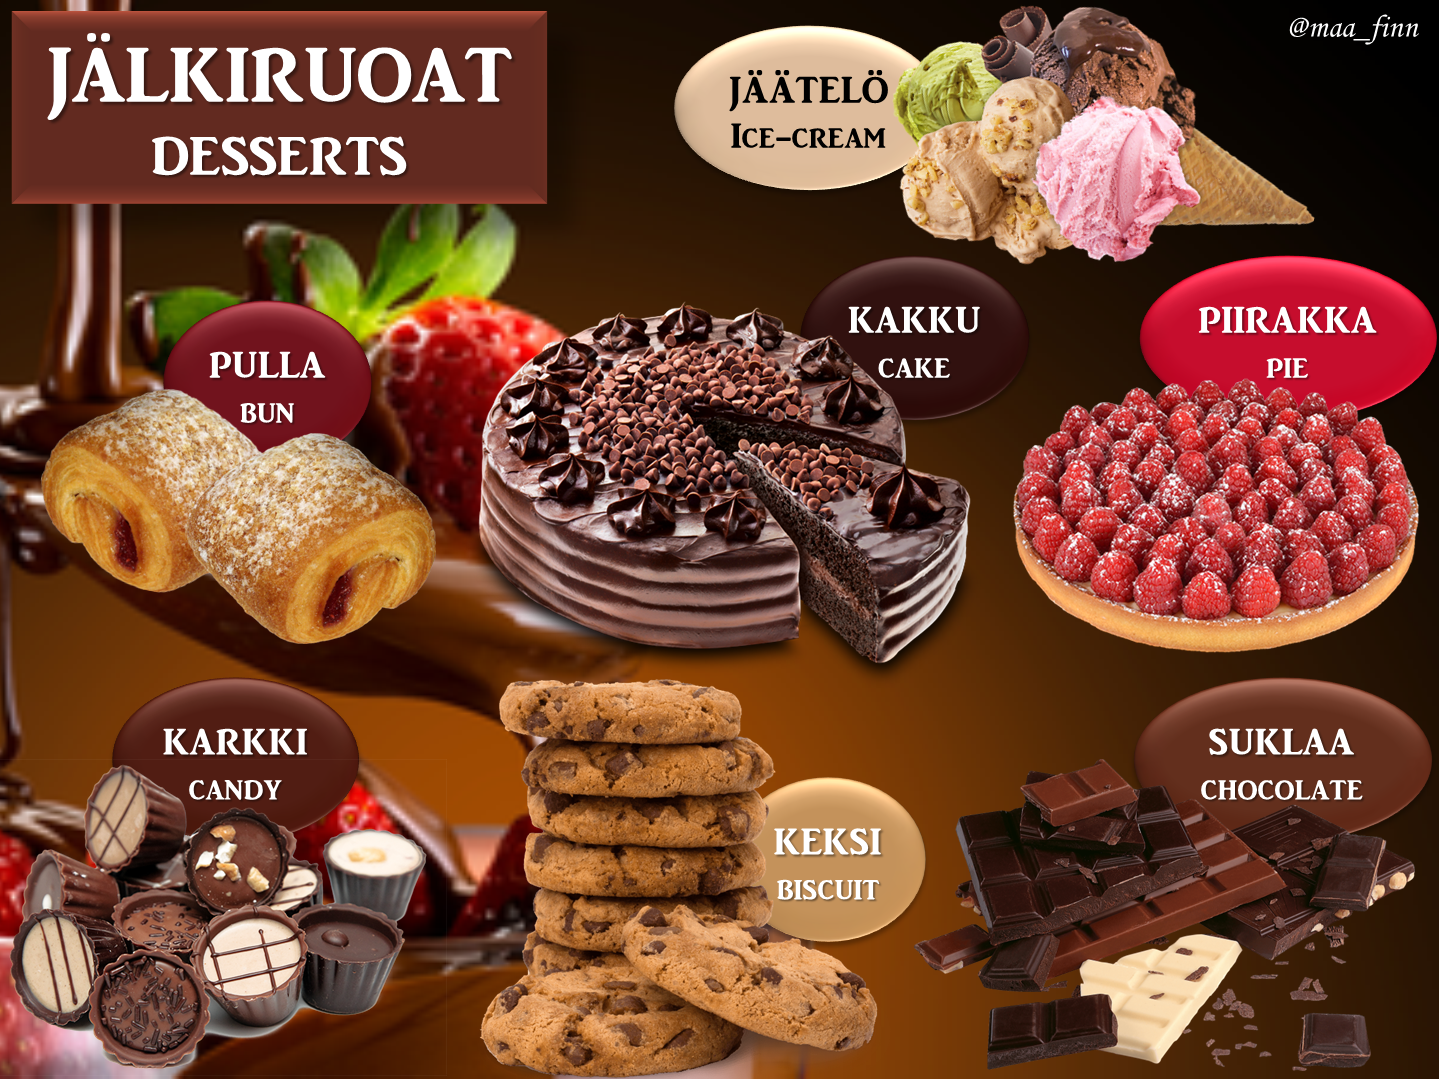 JÄLKIRUOAT
DESSERTS
@maa_finn
JÄÄTELÖ
ICE-CREAM
PULLA
BUN
KAKKU
CAKE
PIIRAKKA
PIE
KARKKI
CANDY
KEKSI
BISCUIT
SUKLAA
CHOCOLATE